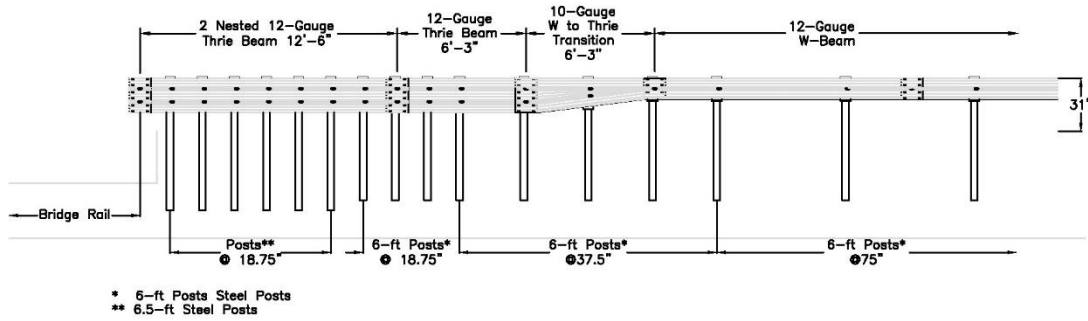 2 Nested 12-Gauge
Thrie Beam 12'-6"
12-Gauge
Thrie Beam
6'-3"
10-Gauge
W to Thrie
Transition
6'-3"
12-Gauge
W-Beam
31"
Bridge Rail
Posts**
@ 18.75"
6-ft Posts*
@ 18.75"
6-ft Posts*
@37.5"
6-ft Posts*
@75"
* 6-ft Posts Steel Posts
** 6.5-ft Steel Posts